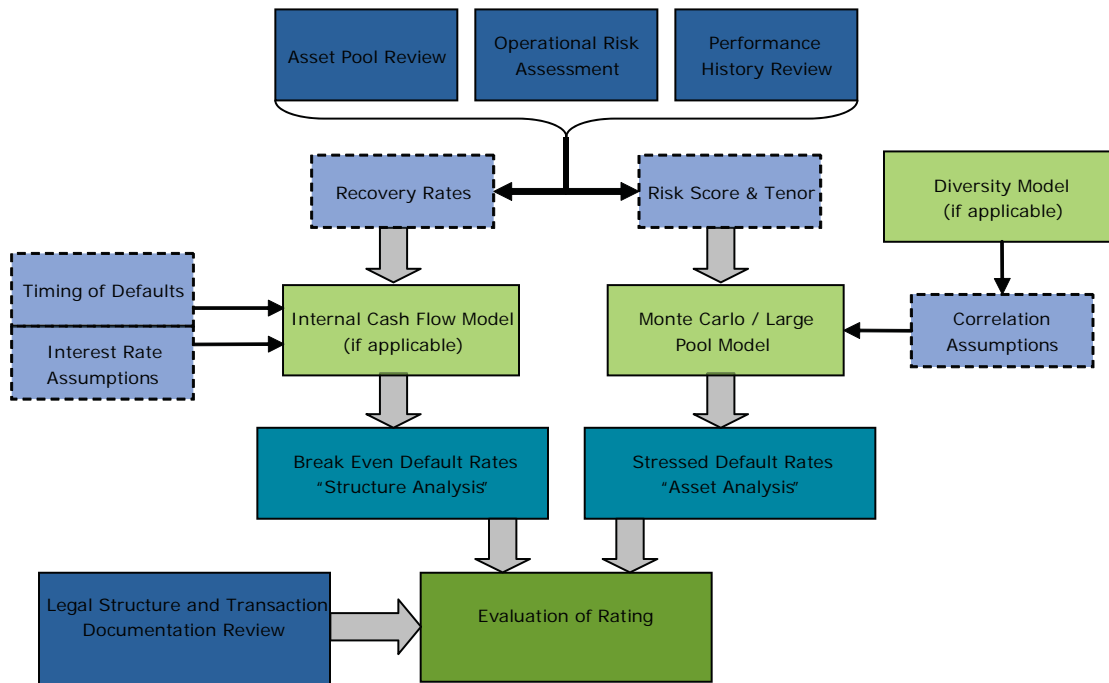 Asset Pool Review
Operational Risk
Assessment
Performance
History Review
Recovery Rates
Risk Score & Tenor
Diversity Model
(if applicable)
Timing of Defaults
Interest Rate
Assumptions
Internal Cash Flow Model
(if applicable)
Monte Carlo / Large
Pool Model
Correlation
Assumptions
Break Even Default Rates
“Structure Analysis”
Stressed Default Rates
“Asset Analysis”
Legal Structure and Transaction
Documentation Review
Evaluation of Rating